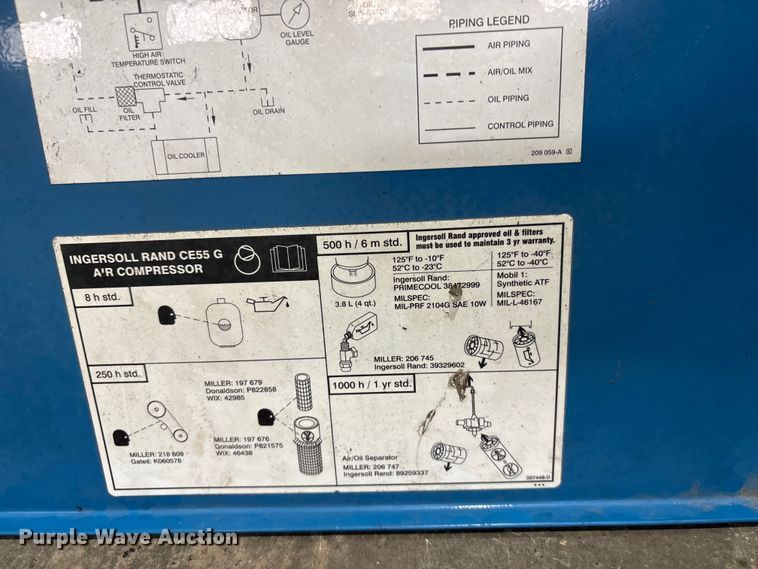 OIL
SEPARATOR
OIL LEVEL
GAUGE
HIGH AIR
TEMPERATURE SWITCH
THERMOSTATIC
CONTROL VALVE
OIL FILL
OIL
FILTER
OIL DRAIN
OIL COOLER
PIPING LEGEND
AIR PIPING
AIR/OIL MIX
OIL PIPING
CONTROL PIPING
209 059-A
INGERSOLL RAND CE55 G
A'R COMPRESSOR
8 h std.
250 h std.
MILLER: 197 679
Donaldson: P822858
WIX: 42985
MILLER: 218 609
Gates: K060578
MILLER: 197 676
Donaldson: P821575
WIX: 46438
500 h / 6 m std.
Ingersoll Rand approved oil & filters
must be used to maintain 3 yr warranty.
125°F to -10°F
52°C to -23°C
Ingersoll Rand:
PRIMECOOL 38472999
MILSPEC:
MIL-PRF 2104G SAE 10W
125°F to -40°F
52°C to -40°C
Mobil 1:
Synthetic ATF
MILSPEC:
MIL-L-46167
3.8 L (4 qt.)
MILLER: 206 745
Ingersoll Rand: 39329602
1000 h / 1 yr std.
Air/Oil Separator
MILLER: 206 747
Ingersoll Rand: 89259337
207448-D
Purple Wave Auction